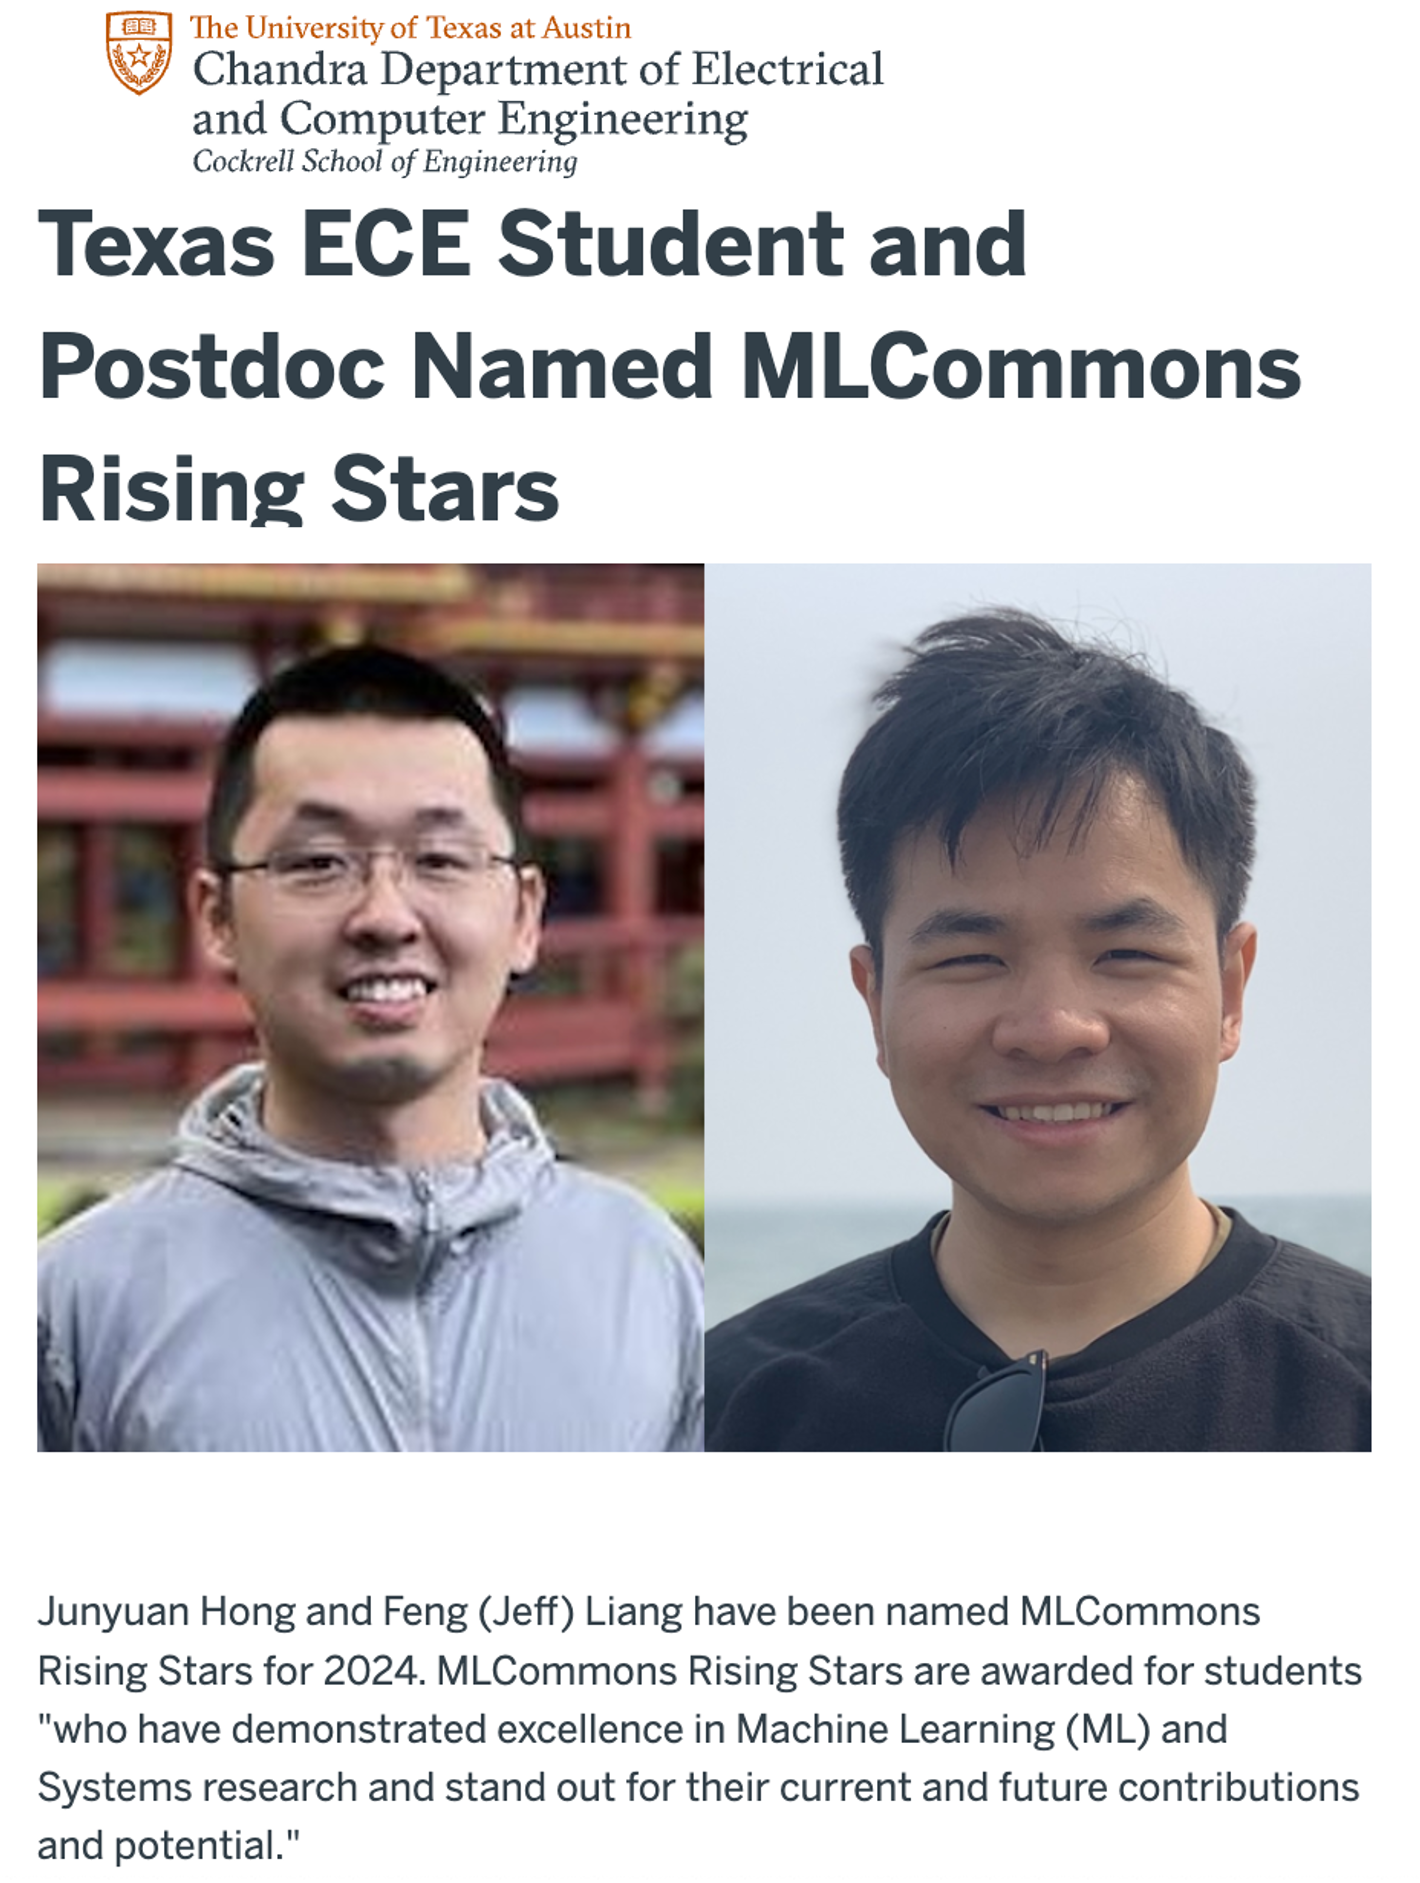 The University of Texas at Austin
Chandra Department of Electrical
and Computer Engineering
Cockrell School of Engineering
Texas ECE Student and
Postdoc Named MLCommons
Rising Stars
Junyuan Hong and Feng (Jeff) Liang have been named MLCommons
Rising Stars for 2024. MLCommons Rising Stars are awarded for students
"who have demonstrated excellence in Machine Learning (ML) and
Systems research and stand out for their current and future contributions
and potential."